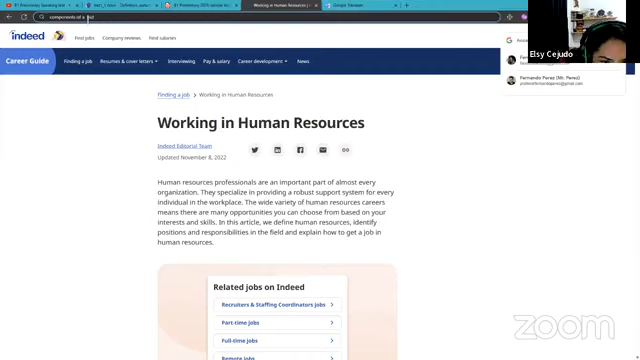 components of a
indeed
Find jobs
Company reviews
Find salaries
Career Guide
Finding a job
Resumes & cover letters
Interviewing
Pay & salary
Career development
News
Elsy Cejudo
Fernando Perez (Mr. Perez)
Finding a job > Working in Human Resources
Working in Human Resources
Indeed Editorial Team
Updated November 8, 2022
Human resources professionals are an important part of almost every
organization. They specialize in providing a robust support system for every
individual in the workplace. The wide variety of human resources careers
means there are many opportunities you can choose from based on your
interests and skills. In this article, we define human resources, identify
positions and responsibilities in the field and explain how to get a job in
human resources.
Related jobs on Indeed
Recruiters & Staffing Coordinators jobs
Part-time jobs
Full-time jobs
Remote jobs
zoom